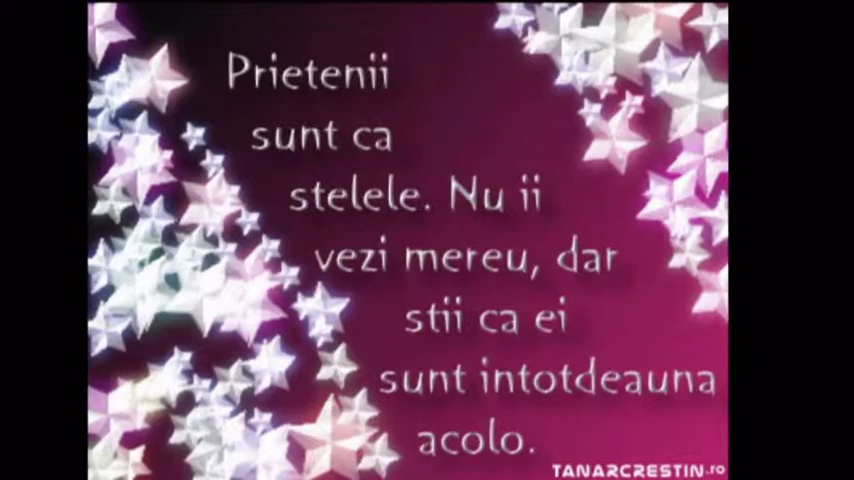 Prietenii
sunt ca
stelele. Nu ii
vezi mereu, dar
stii ca ei
sunt intotdeauna
acolo.
TANARCRESTIN.ro